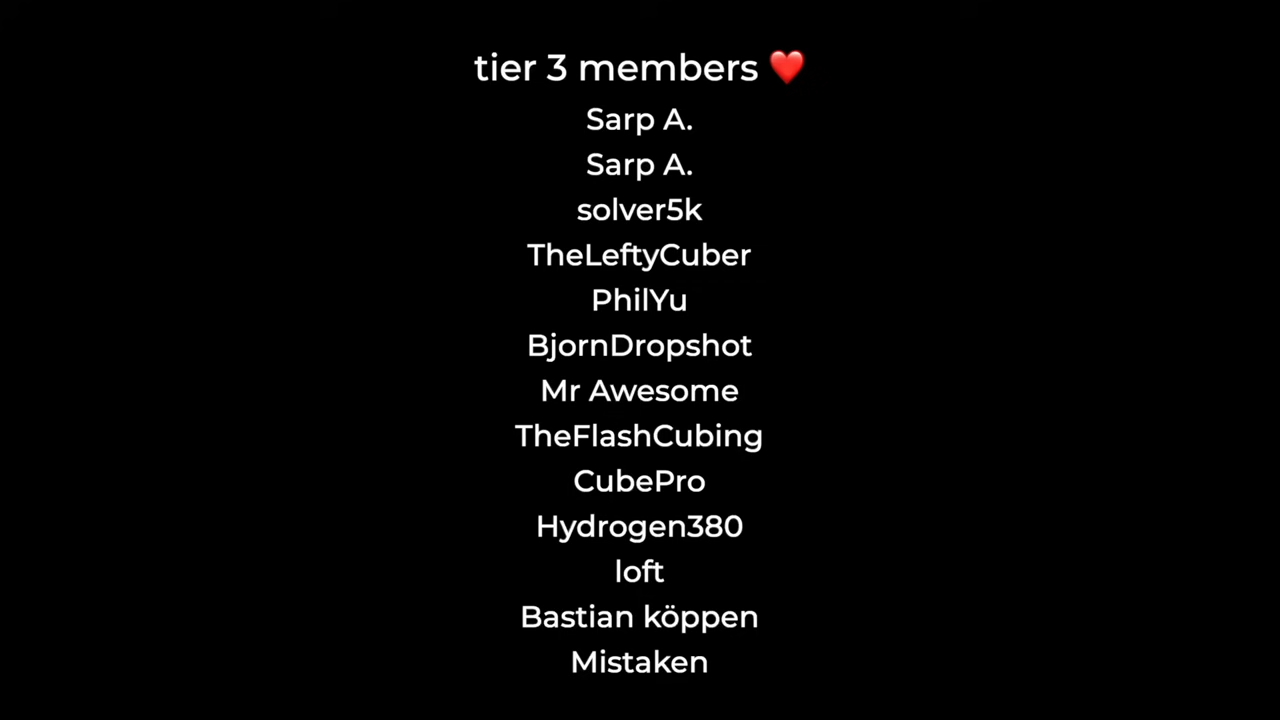 tier 3 members ❤️
Sarp A.
Sarp A.
solver5k
TheLeftyCuber
PhilYu
BjornDropshot
Mr Awesome
TheFlashCubing
CubePro
Hydrogen380
loft
Bastian köppen
Mistaken